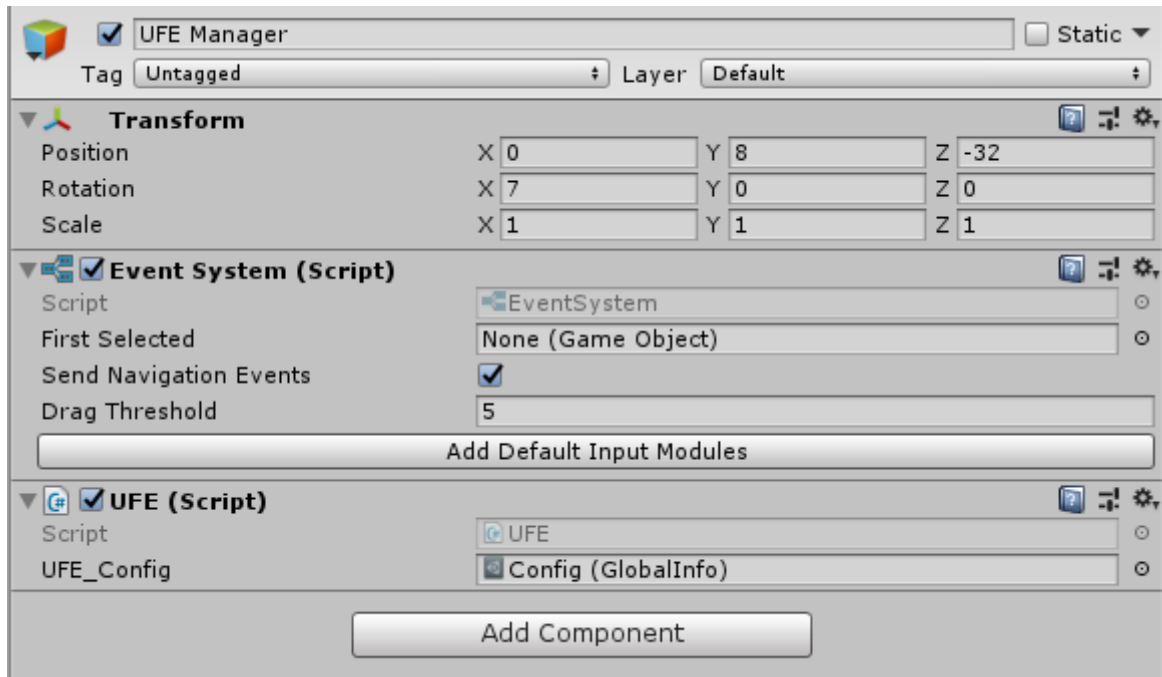 UFE Manager Static
Tag Untagged Layer Default
Transform
Position X 0 Y 8 Z -32
Rotation X 7 Y 0 Z 0
Scale X 1 Y 1 Z 1
Event System (Script)
Script EventSystem
First Selected None (Game Object)
Send Navigation Events
Drag Threshold 5
Add Default Input Modules
UFE (Script)
Script UFE
UFE_Config Config (GlobalInfo)
Add Component